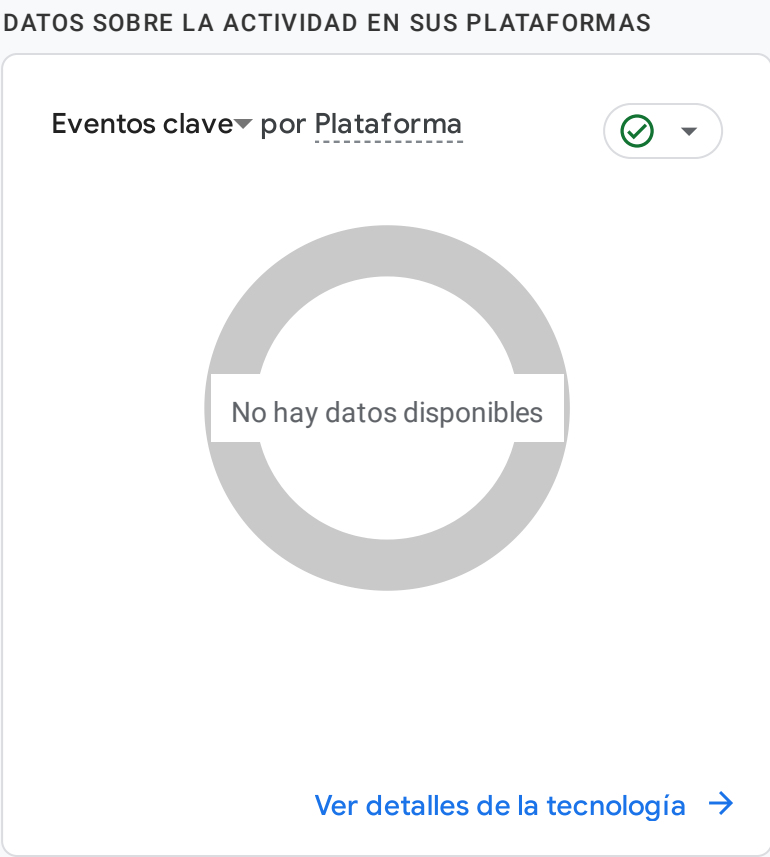 DATOS SOBRE LA ACTIVIDAD EN SUS PLATAFORMAS
Eventos clave por Plataforma
No hay datos disponibles
Ver detalles de la tecnología